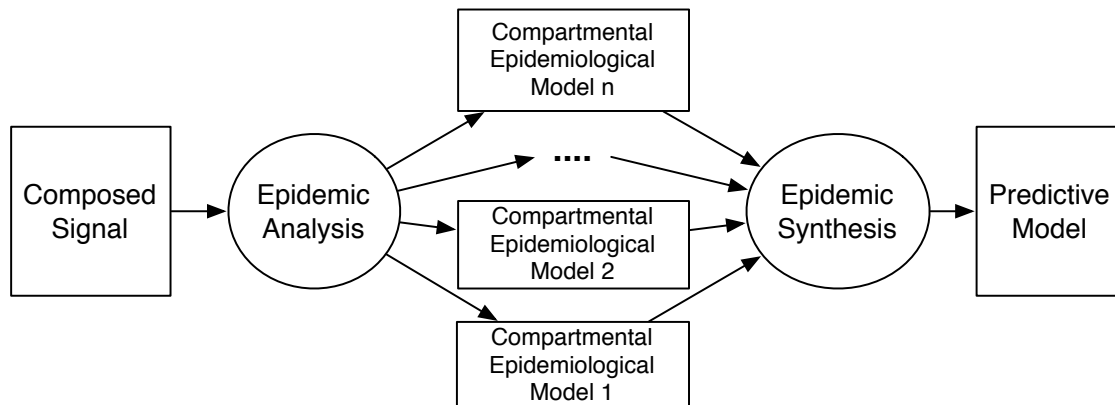 Composed
Signal
Epidemic
Analysis
Compartmental
Epidemiological
Model n
....
Compartmental
Epidemiological
Model 2
Compartmental
Epidemiological
Model 1
Epidemic
Synthesis
Predictive
Model